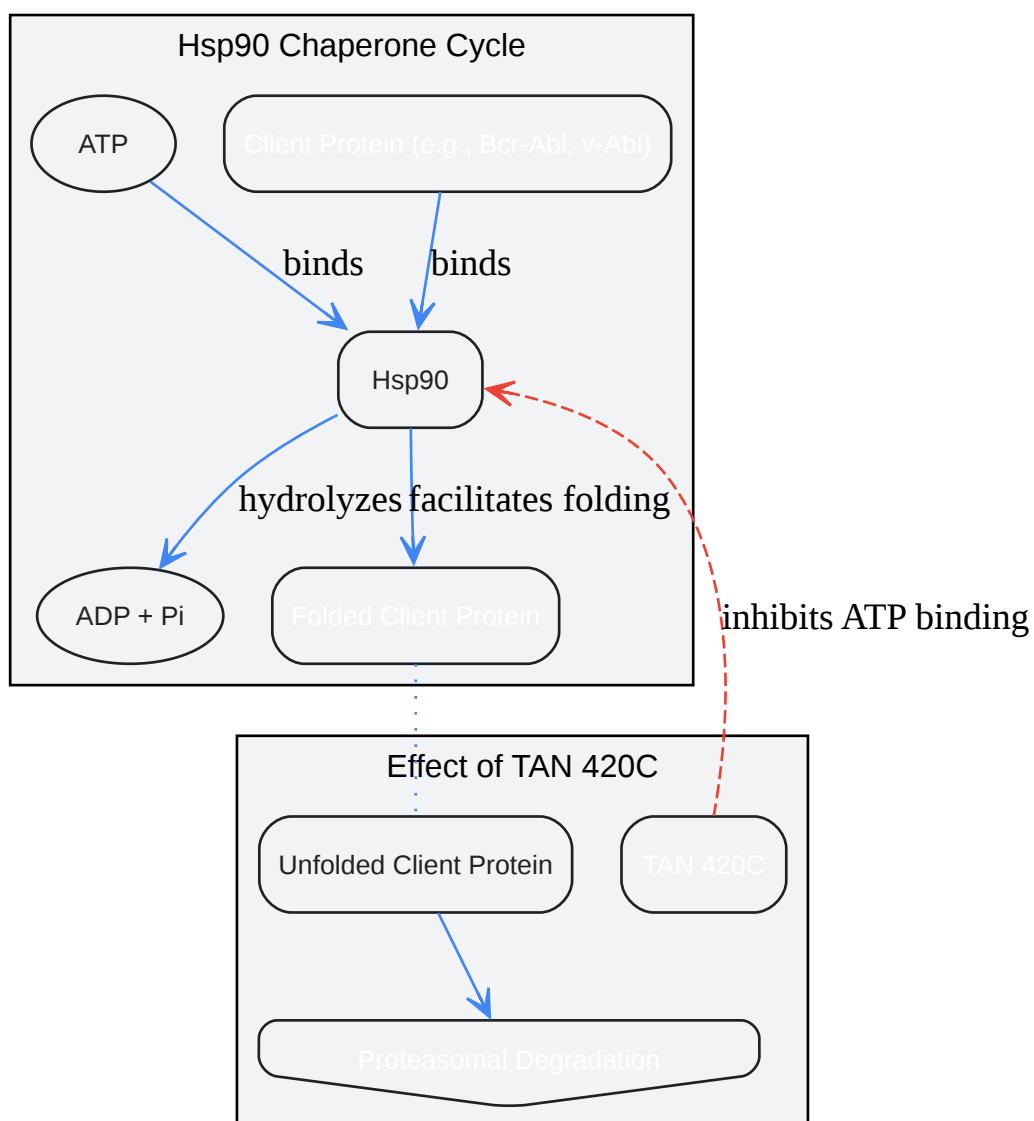 Hsp90 Chaperone Cycle
ATP
Client Protein (e.g., Bcr-Abl, v-Abl)
binds
binds
Hsp90
hydrolyzes
facilitates folding
ADP + Pi
Folded Client Protein
inhibits ATP binding
Effect of TAN 420C
Unfolded Client Protein
TAN 420C
Proteasomal Degradation